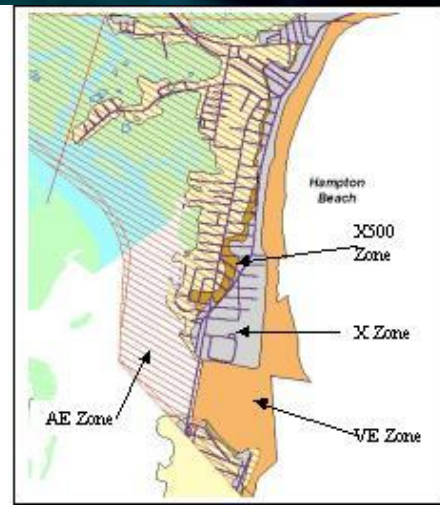 Hampton
Beach
X500
Zone
X Zone
AE Zone
VE Zone